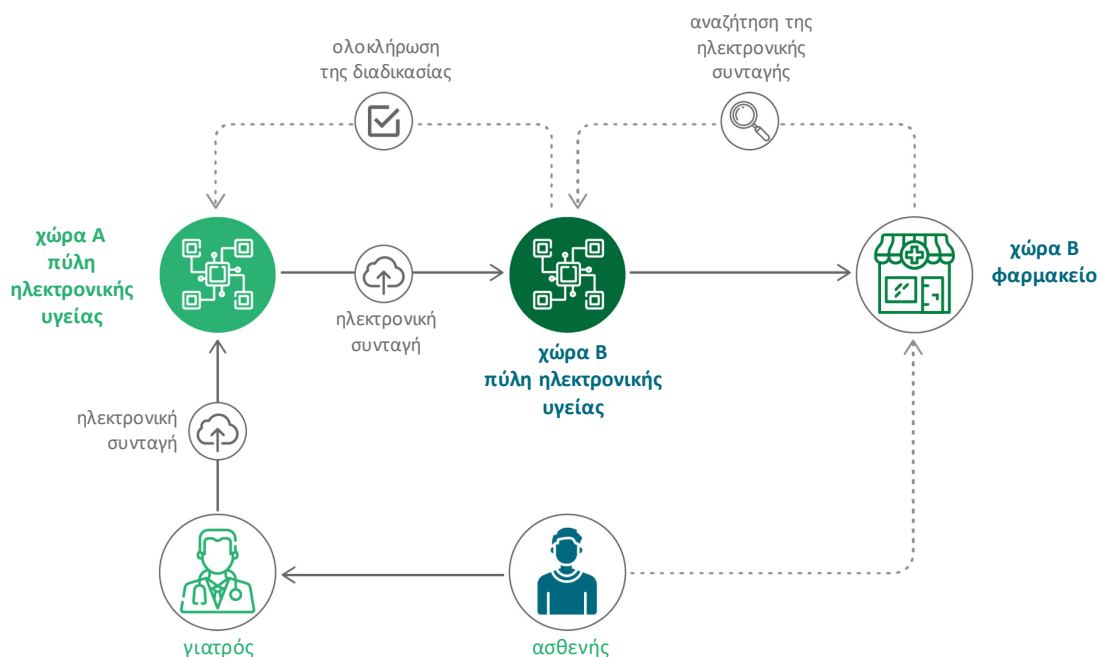 αναζήτηση της
ηλεκτρονικής
συνταγής
ολοκλήρωση
της διαδικασίας
χώρα Α
πύλη
ηλεκτρονικής
υγείας
χώρα Β
φαρμακείο
ηλεκτρονική
συνταγή
χώρα Β
πύλη ηλεκτρονικής
υγείας
ηλεκτρονική
συνταγή
γιατρός
ασθενής